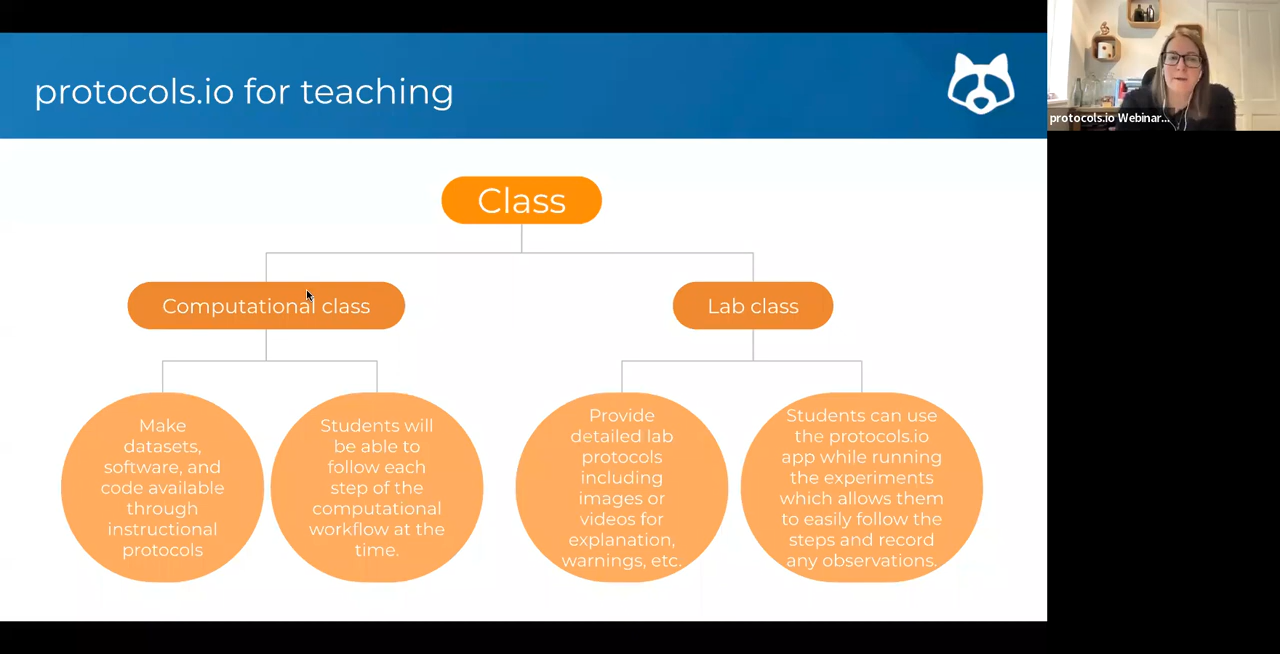 protocols.io for teaching
protocols.io Webinar...
Class
Computational class
Lab class
Make
datasets,
software, and
code available
through
instructional
protocols
Students will
be able to
follow each
step of the
computational
workflow at the
time.
Provide
detailed lab
protocols
including
images or
videos for
explanation,
warnings, etc.
Students can use
the protocols.io
app while running
the experiments
which allows them
to easily follow the
steps and record
any observations.